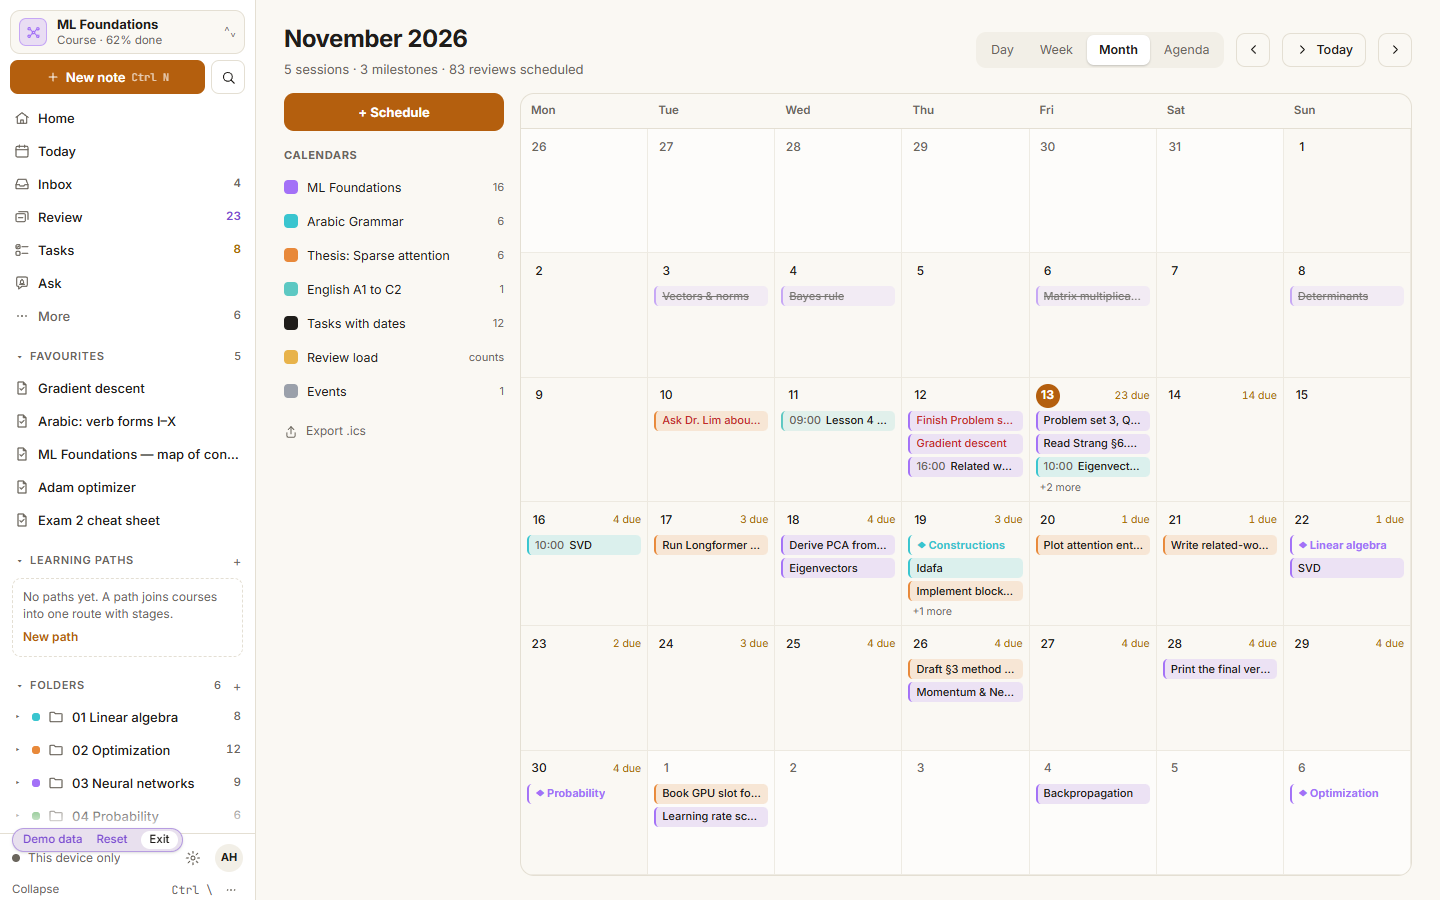 ML Foundations
Course · 62% done
+ New note Ctrl N
Home
Today
Inbox 4
Review 23
Tasks 8
Ask
More 6
FAVOURITES 5
Gradient descent
Arabic: verb forms I–X
ML Foundations — map of con...
Adam optimizer
Exam 2 cheat sheet
LEARNING PATHS +
No paths yet. A path joins courses
into one route with stages.
New path
FOLDERS 6 +
01 Linear algebra 8
02 Optimization 12
03 Neural networks 9
04 Probability 6
Demo data Reset Exit
This device only AH
Collapse Ctrl \ ...
November 2026
5 sessions · 3 milestones · 83 reviews scheduled
Day Week Month Agenda Today
+ Schedule
CALENDARS
ML Foundations 16
Arabic Grammar 6
Thesis: Sparse attention 6
English A1 to C2 1
Tasks with dates 12
Review load counts
Events 1
Export .ics
Mon Tue Wed Thu Fri Sat Sun
26 27 28 29 30 31 1
2 3 4 5 6 7 8
Vectors & norms Bayes rule Matrix multiplica... Determinants
9 10 11 12 13 23 due 14 14 due 15
Ask Dr. Lim abou... 09:00 Lesson 4 ... Finish Problem s... Problem set 3, Q...
Gradient descent Read Strang §6....
16:00 Related w... 10:00 Eigenvect...
+2 more
16 4 due 17 3 due 18 4 due 19 3 due 20 1 due 21 1 due 22 1 due
10:00 SVD Run Longformer ... Derive PCA from... Constructions Plot attention ent... Write related-wo... Linear algebra
Eigenvectors Idafa SVD
Implement block...
+1 more
23 2 due 24 3 due 25 4 due 26 4 due 27 4 due 28 4 due 29 4 due
Draft §3 method ... Print the final ver...
Momentum & Ne...
30 4 due 1 2 3 4 5 6
Probability Book GPU slot fo... Backpropagation Optimization
Learning rate sc...